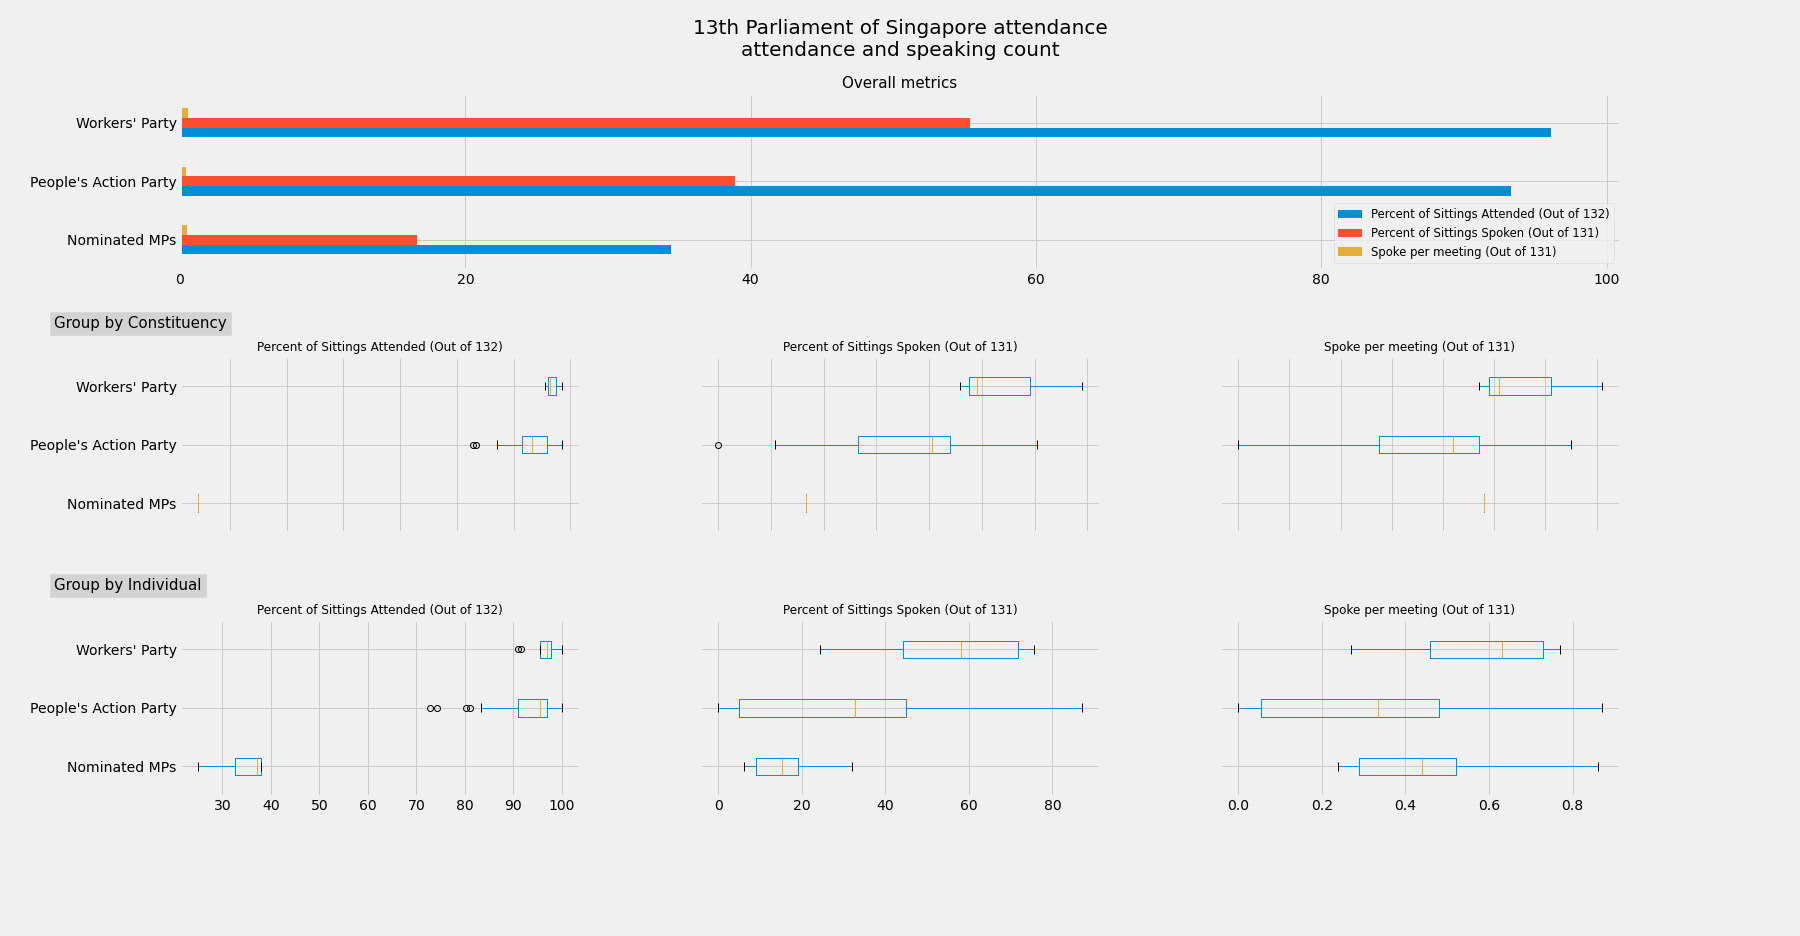 13th Parliament of Singapore attendance
attendance and speaking count
Overall metrics
Workers' Party
People's Action Party
Nominated MPs
Percent of Sittings Attended (Out of 132)
Percent of Sittings Spoken (Out of 131)
Spoke per meeting (Out of 131)
0 20 40 60 80 100
Group by Constituency
Percent of Sittings Attended (Out of 132) Percent of Sittings Spoken (Out of 131) Spoke per meeting (Out of 131)
Workers' Party
People's Action Party
Nominated MPs
Group by Individual
Percent of Sittings Attended (Out of 132) Percent of Sittings Spoken (Out of 131) Spoke per meeting (Out of 131)
Workers' Party
People's Action Party
Nominated MPs
30 40 50 60 70 80 90 100 0 20 40 60 80 0.0 0.2 0.4 0.6 0.8